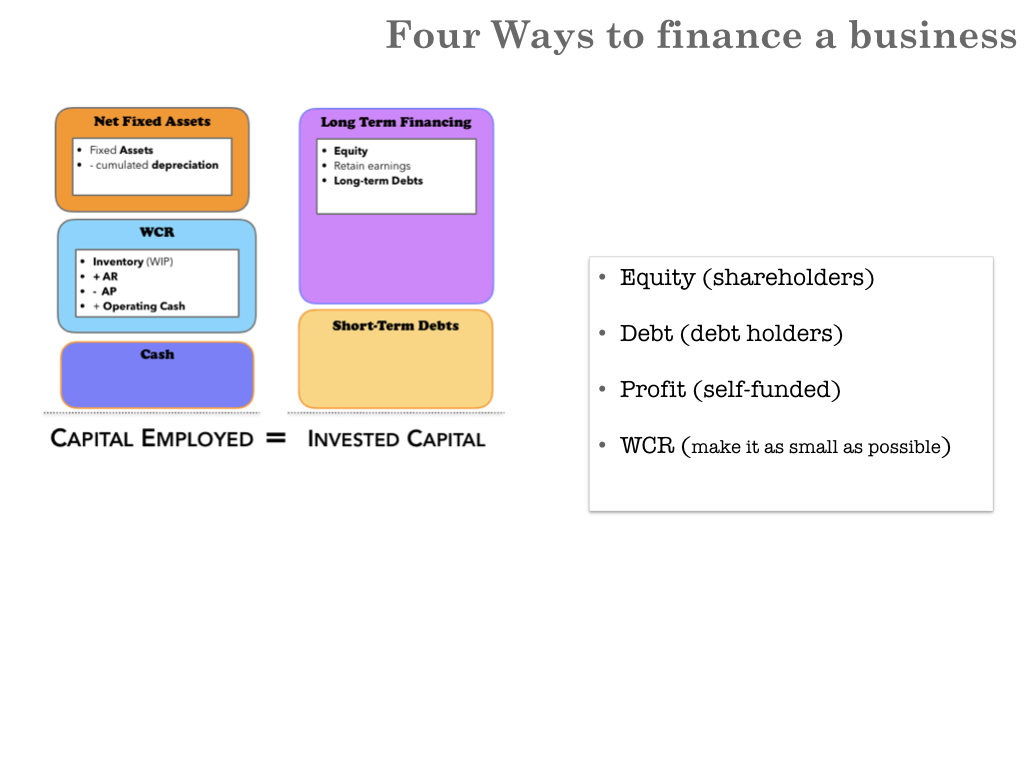 Four Ways to finance a business
Net Fixed Assets
• Fixed Assets
• - cumulated depreciation
WCR
• Inventory (WIP)
• + AR
• - AP
• + Operating Cash
Cash
Long Term Financing
• Equity
• Retain earnings
• Long-term Debts
Short-Term Debts
CAPITAL EMPLOYED = INVESTED CAPITAL
• Equity (shareholders)
• Debt (debt holders)
• Profit (self-funded)
• WCR (make it as small as possible)